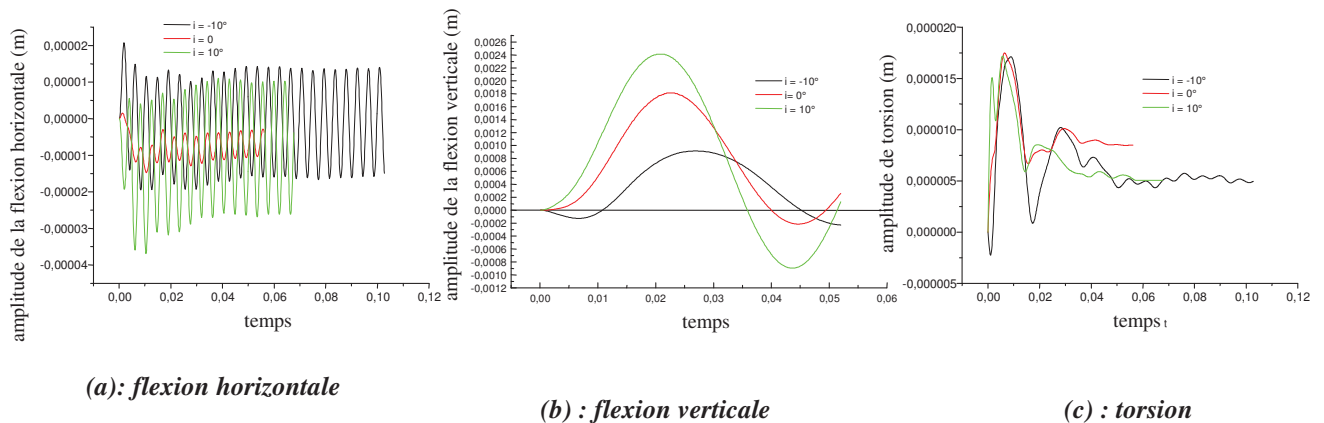 amplitude de la flexion horizontale (m)
0,00002
0,00001
0,00000
-0,00001
-0,00002
-0,00003
-0,00004
i = -10°
i = 0
i = 10°
0,00 0,02 0,04 0,06 0,08 0,10 0,12
temps
(a): flexion horizontale
amplitude de la flexion verticale (m)
0,0026
0,0024
0,0022
0,0020
0,0018
0,0016
0,0014
0,0012
0,0010
0,0008
0,0006
0,0004
0,0002
0,0000
-0,0002
-0,0004
-0,0006
-0,0008
-0,0010
-0,0012
i = -10°
i= 0°
i = 10°
0,00 0,01 0,02 0,03 0,04 0,05 0,06
temps
(b) : flexion verticale
amplitude de torsion (m)
0,000020
0,000015
0,000010
0,000005
0,000000
-0,000005
i = -10°
i = 0°
i = 10°
0,00 0,02 0,04 0,06 0,08 0,10 0,12
temps t
(c) : torsion